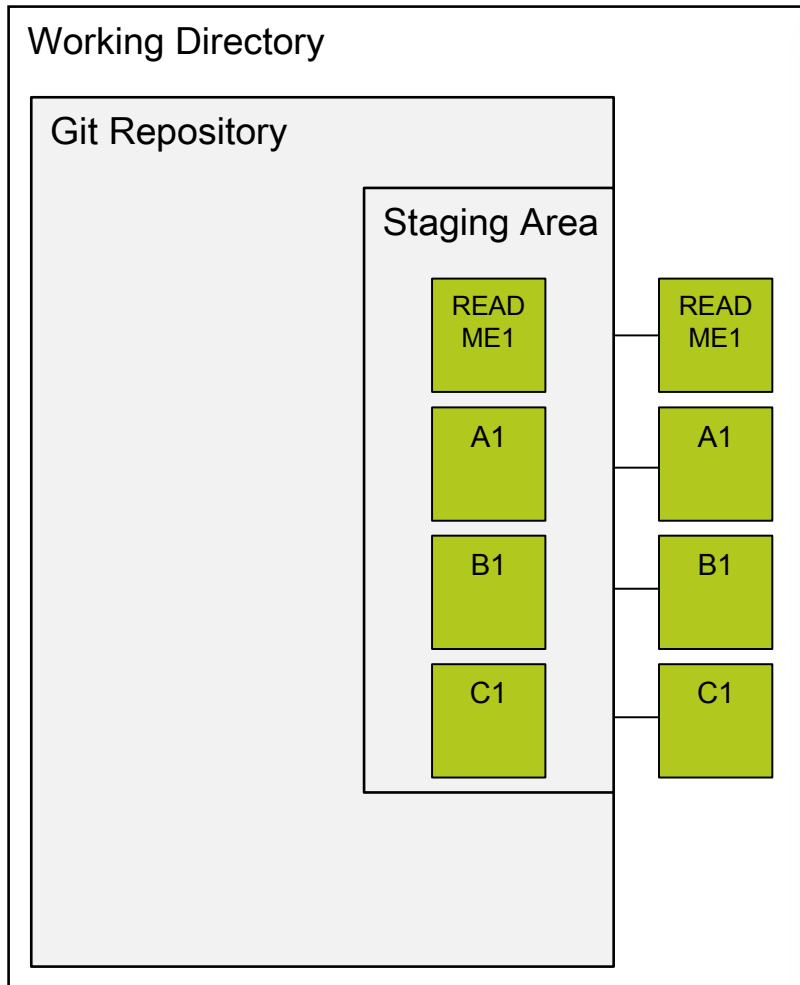 Working Directory
Git Repository
Staging Area
READ
ME1
READ
ME1
A1
A1
B1
B1
C1
C1